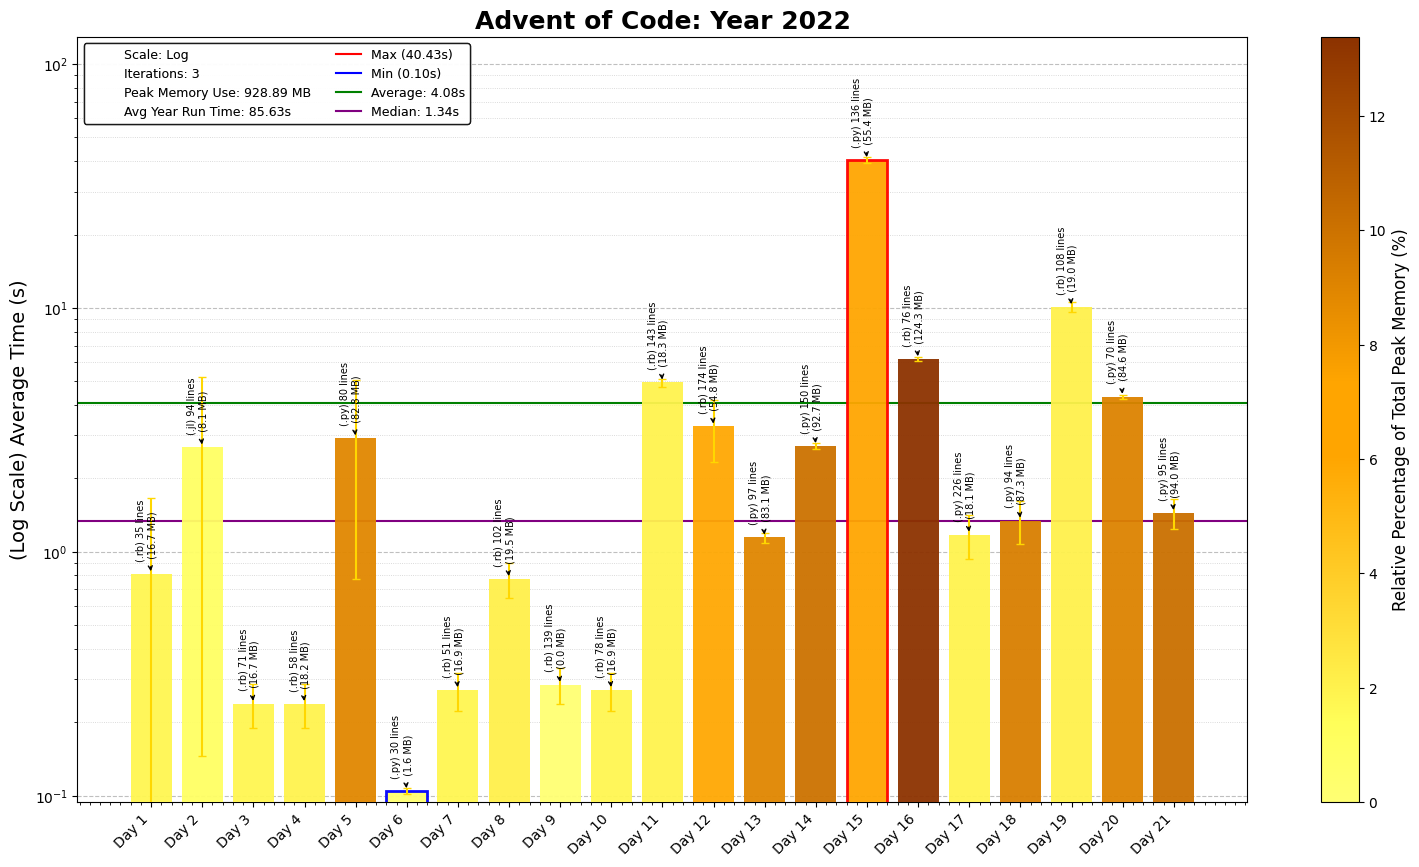 Advent of Code: Year 2022
Scale: Log
Iterations: 3
Peak Memory Use: 928.89 MB
Avg Year Run Time: 85.63s
Max (40.43s)
Min (0.10s)
Average: 4.08s
Median: 1.34s
(Log Scale) Average Time (s)
10²
10¹
10⁰
10⁻¹
(.rb) 35 lines
(16.7 MB)
(.jl) 94 lines
(8.1 MB)
(.rb) 71 lines
(16.7 MB)
(.rb) 58 lines
(18.2 MB)
(.py) 80 lines
(82.8 MB)
(.py) 30 lines
(1.6 MB)
(.rb) 51 lines
(16.9 MB)
(.rb) 102 lines
(19.5 MB)
(.rb) 139 lines
(0.0 MB)
(.rb) 78 lines
(16.9 MB)
(.rb) 143 lines
(18.3 MB)
(.rb) 174 lines
(54.8 MB)
(.py) 97 lines
(83.1 MB)
(.py) 150 lines
(92.7 MB)
(.py) 136 lines
(55.4 MB)
(.rb) 76 lines
(124.3 MB)
(.py) 226 lines
(18.1 MB)
(.py) 94 lines
(87.3 MB)
(.rb) 108 lines
(19.0 MB)
(.py) 70 lines
(84.6 MB)
(.py) 95 lines
(94.0 MB)
Day 1
Day 2
Day 3
Day 4
Day 5
Day 6
Day 7
Day 8
Day 9
Day 10
Day 11
Day 12
Day 13
Day 14
Day 15
Day 16
Day 17
Day 18
Day 19
Day 20
Day 21
12
10
8
6
4
2
0
Relative Percentage of Total Peak Memory (%)